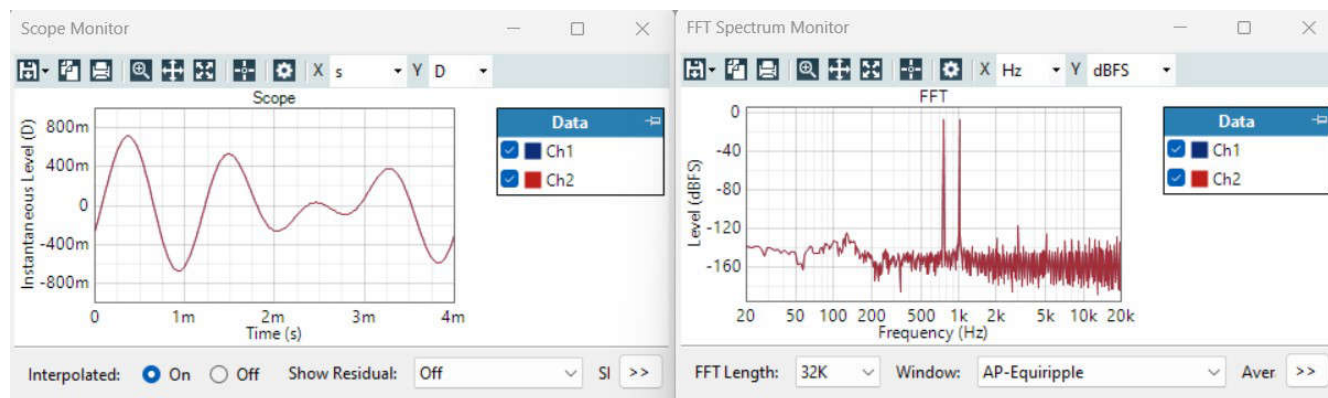 Scope Monitor
X s Y D
Scope
Instantaneous Level (D)
800m
400m
0
-400m
-800m
0 1m 2m 3m 4m
Time (s)
Data
Ch1
Ch2
Interpolated: On Off Show Residual: Off SI >>
FFT Spectrum Monitor
X Hz Y dBFS
FFT
Level (dBFS)
0
-40
-80
-120
-160
20 50 100 200 500 1k 2k 5k 10k 20k
Frequency (Hz)
Data
Ch1
Ch2
FFT Length: 32K Window: AP-Equiripple Aver >>